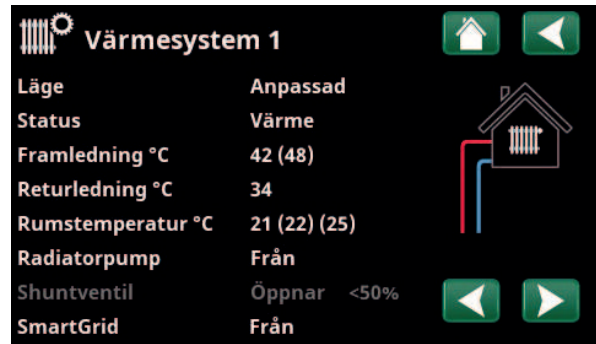 Värmesystem 1
Läge Anpassad
Status Värme
Framledning °C 42 (48)
Returledning °C 34
Rumstemperatur °C 21 (22) (25)
Radiatorpump Från
Shuntventil Öppnar <50%
SmartGrid Från